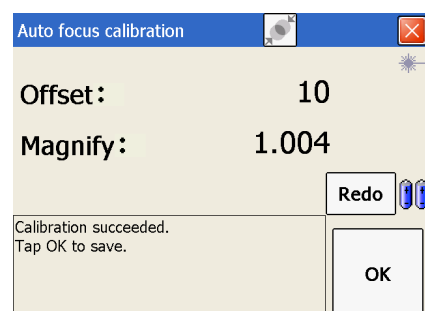 Auto focus calibration
Offset: 10
Magnify: 1.004
Redo
Calibration succeeded.
Tap OK to save.
OK